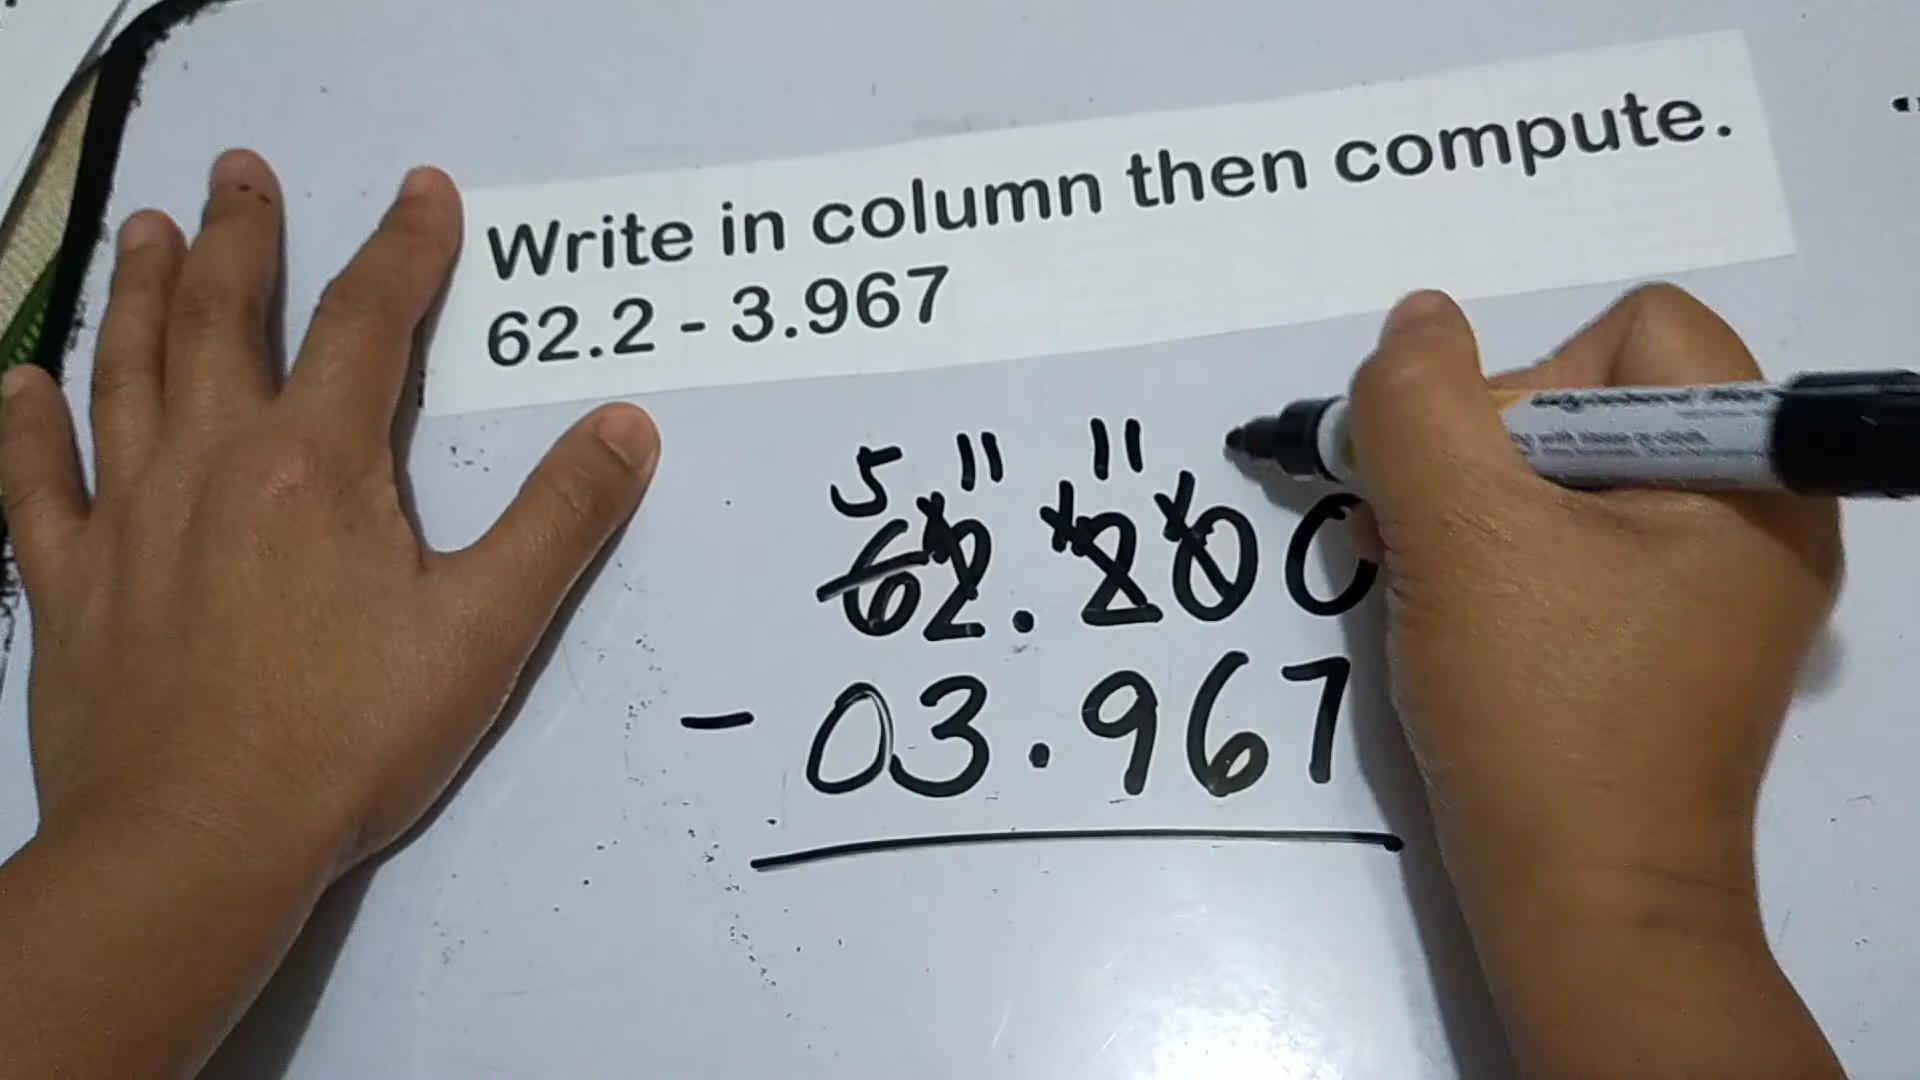 Write in column then compute.
62.2 - 3.967
5 11 11
62.200
- 03.967